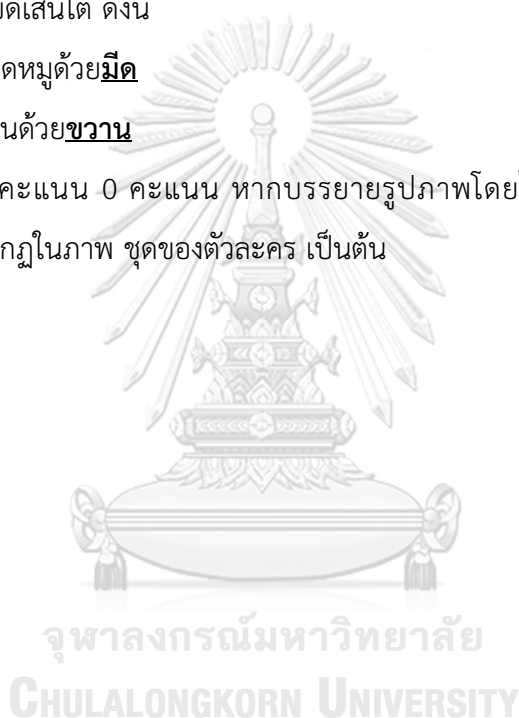 ยดเส้นใต้ ดังนี้
ดหมูด้วยมีด
นด้วยขวาน
คะแนน 0 คะแนน หากบรรยายรูปภาพโดย
กฏในภาพ ชุดของตัวละคร เป็นต้น
จุฬาลงกรณ์มหาวิทยาลัย
CHULALONGKORN UNIVERSITY